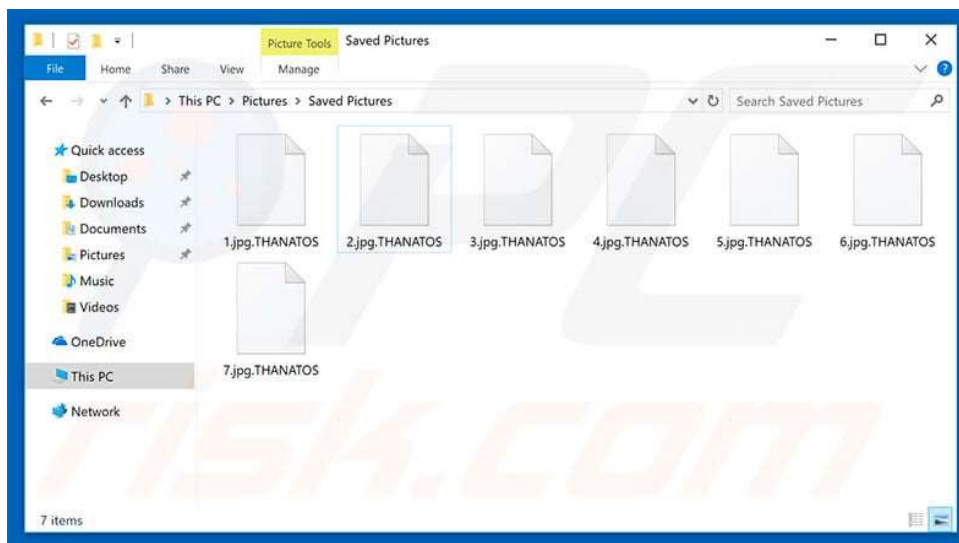 Picture Tools Saved Pictures
File Home Share View Manage
This PC > Pictures > Saved Pictures Search Saved Pictures
Quick access
Desktop
Downloads
Documents
Pictures
Music
Videos
OneDrive
This PC
Network
1.jpg.THANATOS 2.jpg.THANATOS 3.jpg.THANATOS 4.jpg.THANATOS 5.jpg.THANATOS 6.jpg.THANATOS
7.jpg.THANATOS
PC
risk.com
7 items